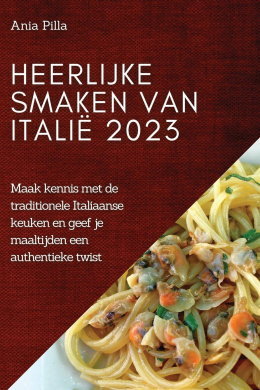 Ania Pilla
HEERLIJKE
SMAKEN VAN
ITALIË 2023
Maak kennis met de
traditionele Italiaanse
keuken en geef je
maaltijden een
authentieke twist